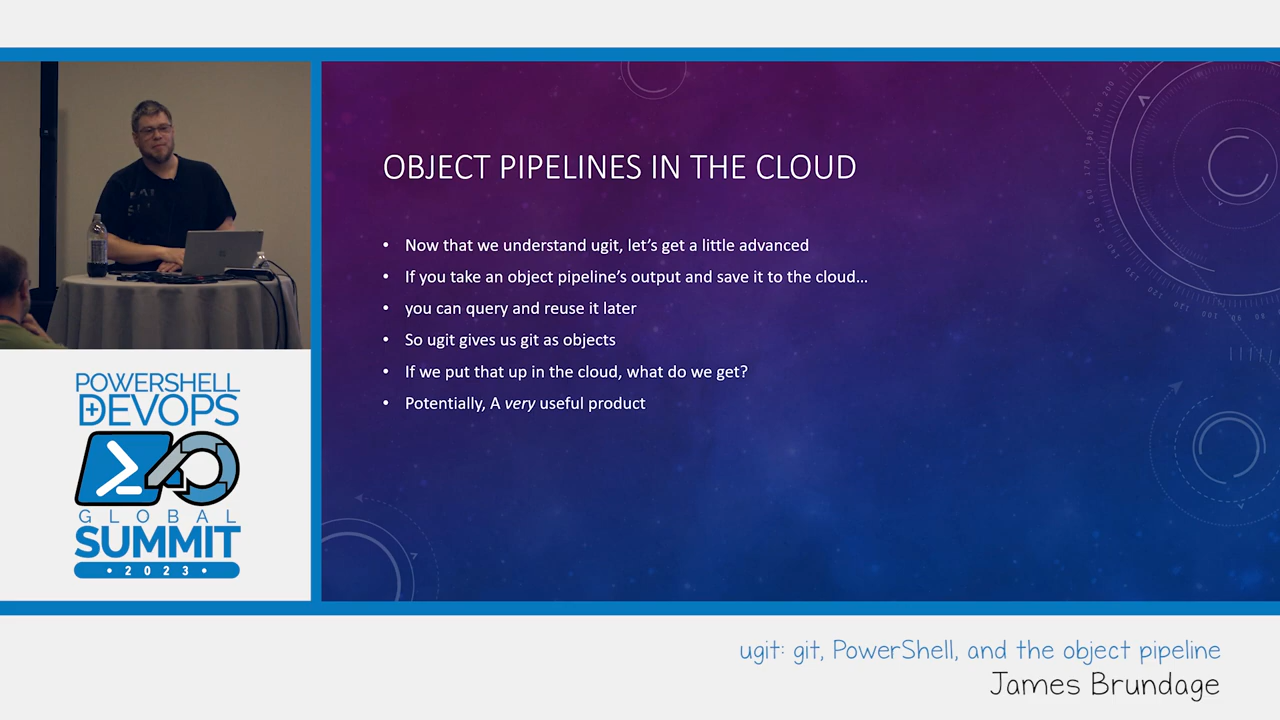 OBJECT PIPELINES IN THE CLOUD
• Now that we understand ugit, let's get a little advanced
• If you take an object pipeline's output and save it to the cloud…
• you can query and reuse it later
• So ugit gives us git as objects
• If we put that up in the cloud, what do we get?
• Potentially, A very useful product
POWERSHELL
+DEVOPS
GLOBAL
SUMMIT
• 2023 •
ugit: git, PowerShell, and the object pipeline
James Brundage